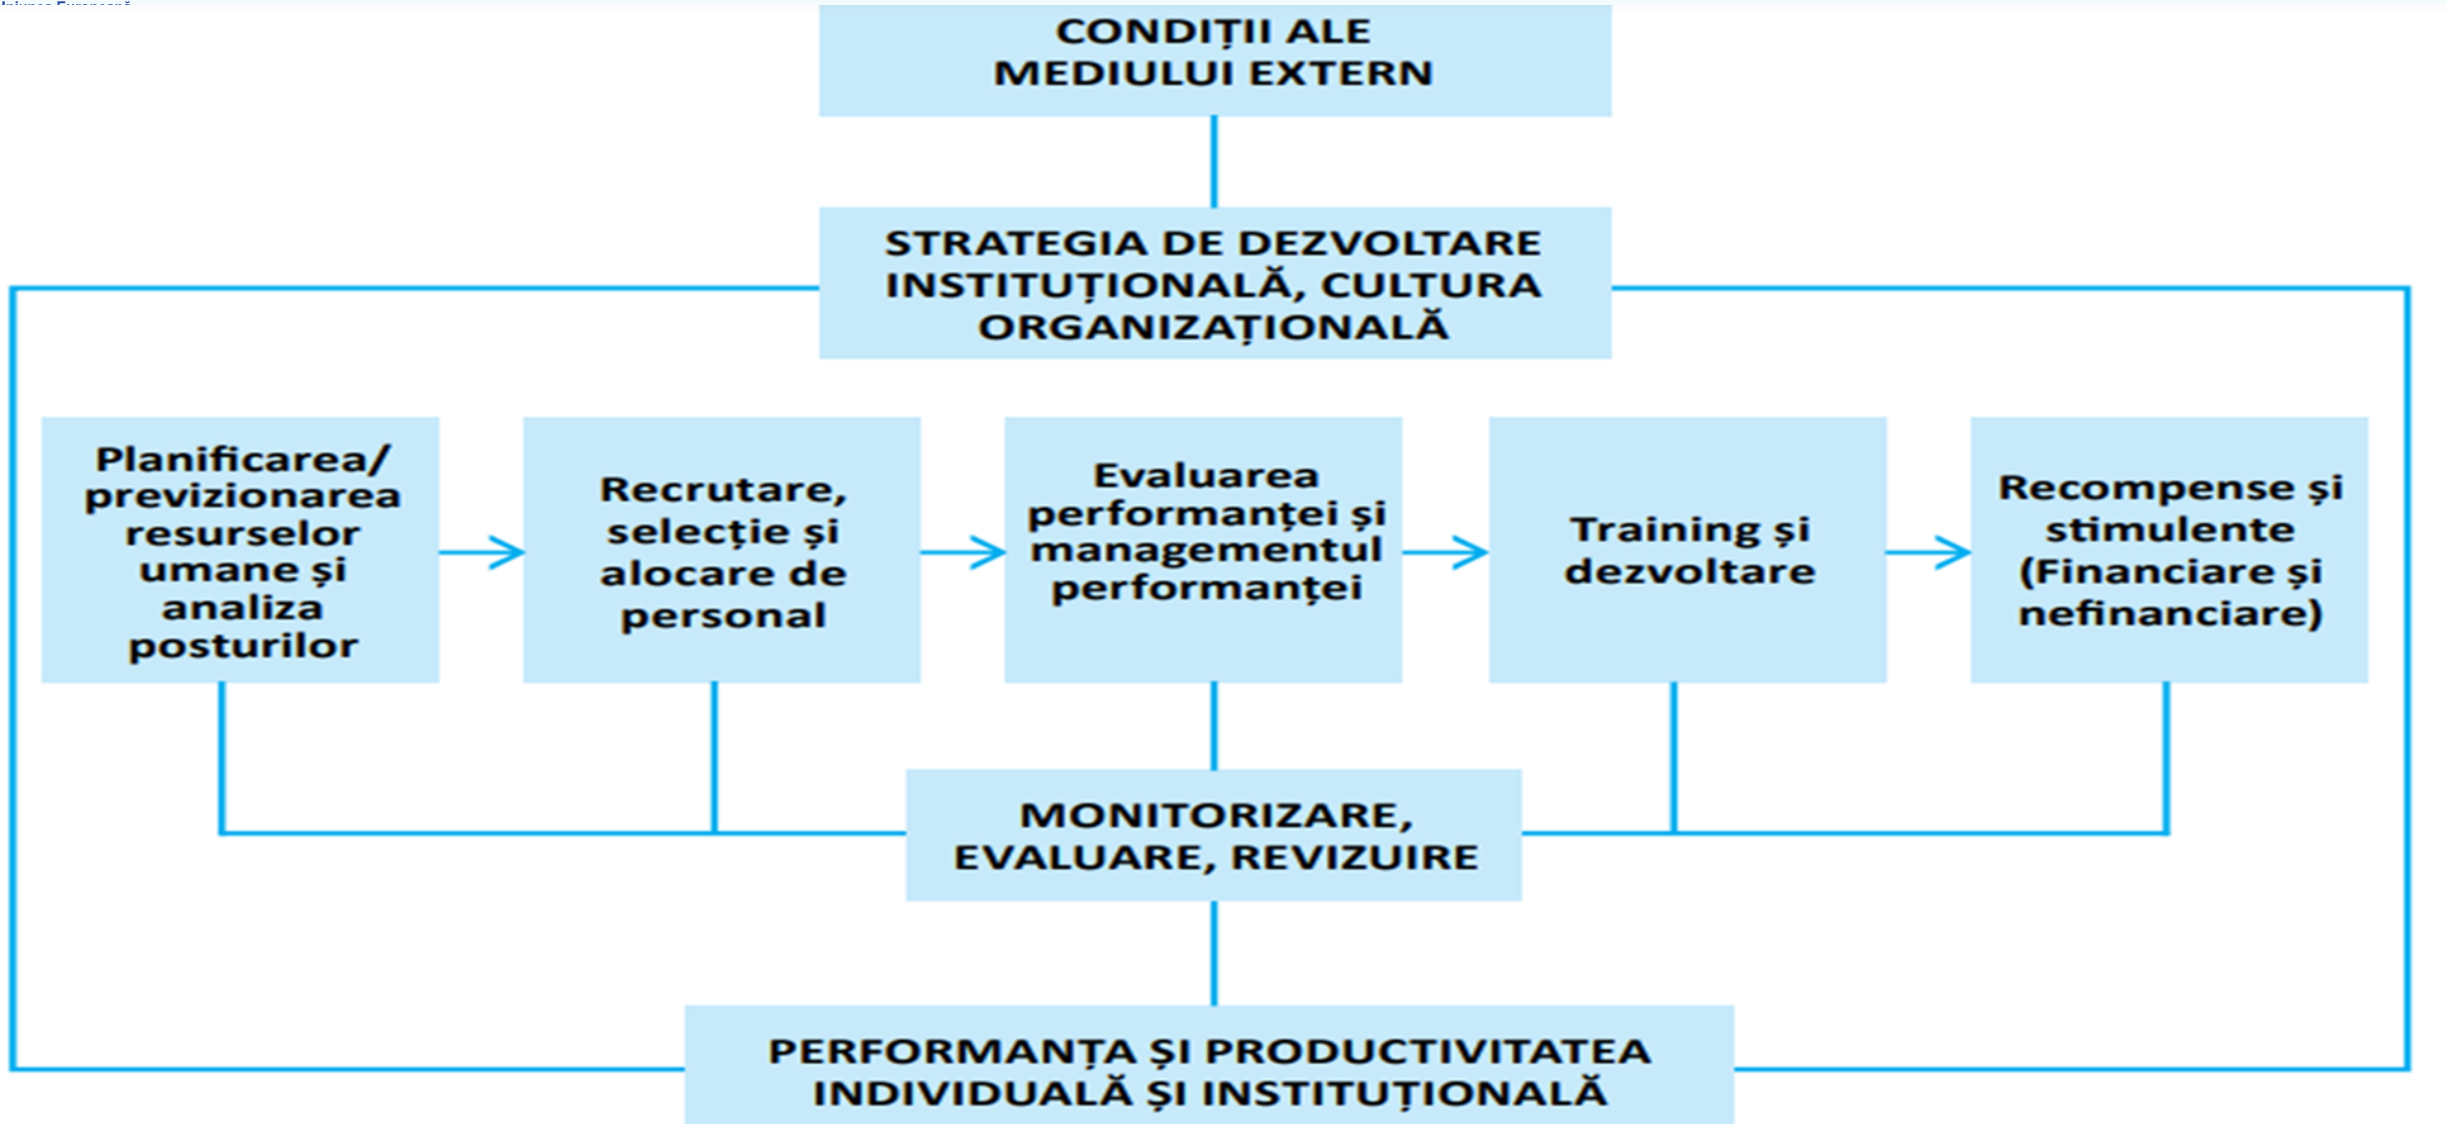 CONDIȚII ALE
MEDIULUI EXTERN
STRATEGIA DE DEZVOLTARE
INSTITUȚIONALĂ, CULTURA
ORGANIZAȚIONALĂ
Planificarea/
previzionarea
resurselor
umane și
analiza
posturilor
Recrutare,
selecție și
alocare de
personal
Evaluarea
performanței și
managementul
performanței
Training și
dezvoltare
Recompense și
stimulente
(Financiare și
nefinanciare)
MONITORIZARE,
EVALUARE, REVIZUIRE
PERFORMANȚA ȘI PRODUCTIVITATEA
INDIVIDUALĂ ȘI INSTITUȚIONALĂ